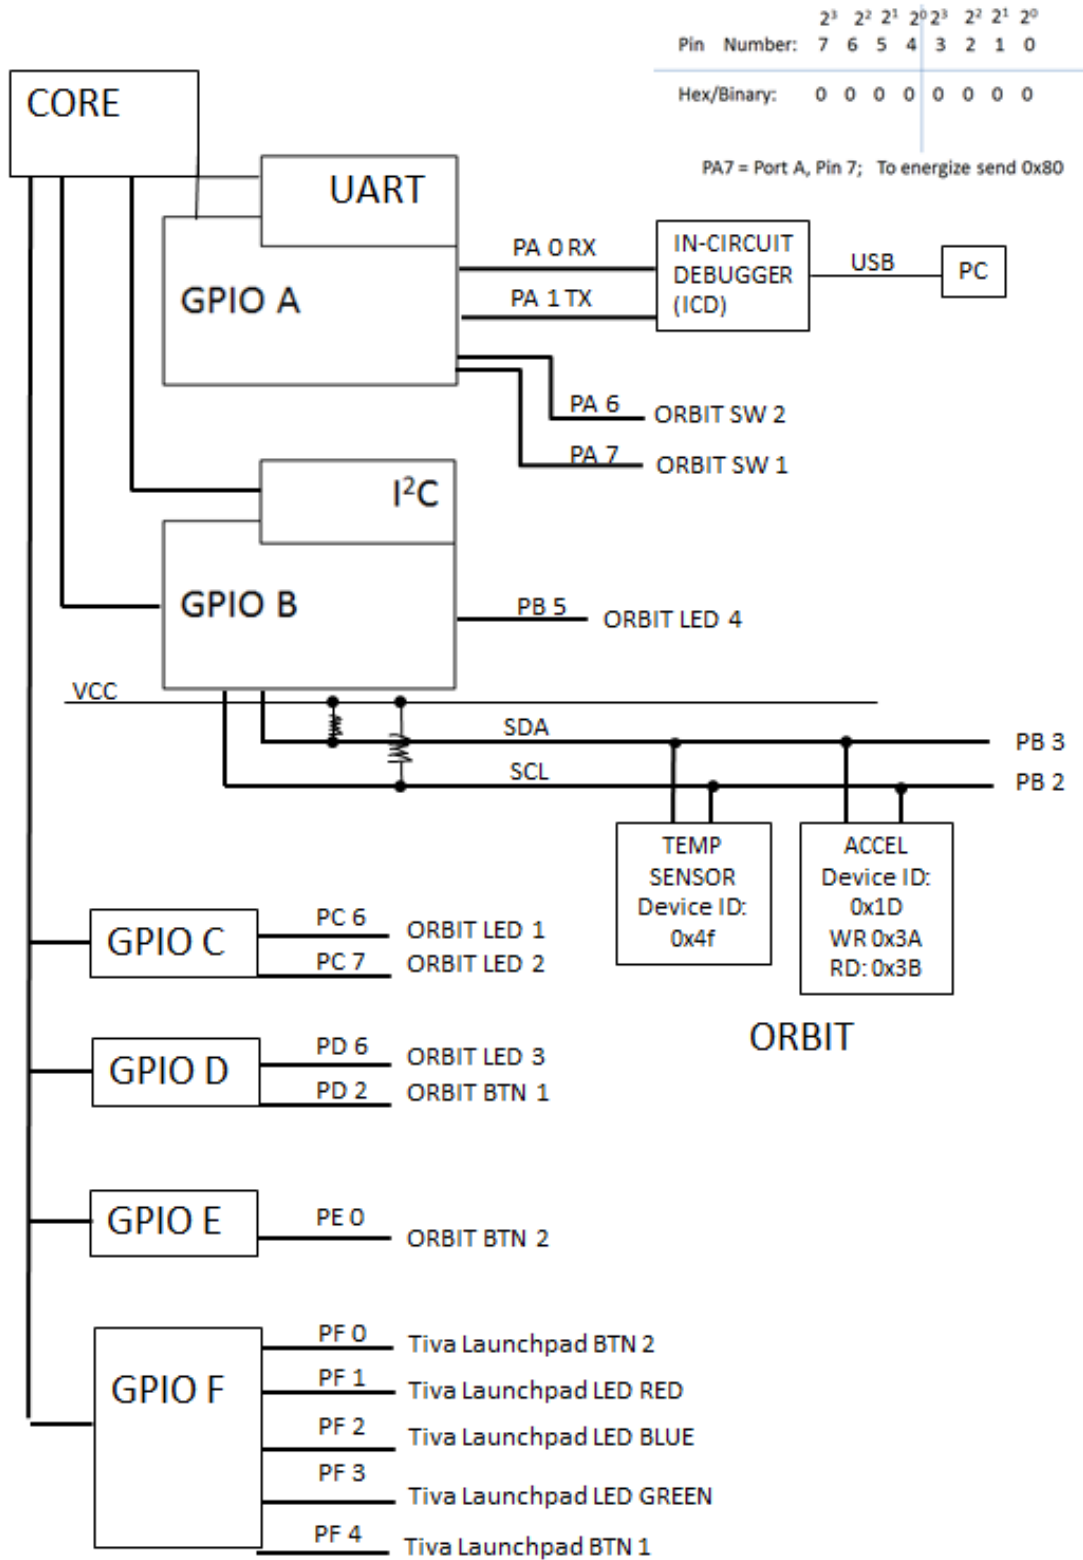 2³ 2² 2¹ 2⁰ 2³ 2² 2¹ 2⁰
Pin Number: 7 6 5 4 3 2 1 0
Hex/Binary: 0 0 0 0 0 0 0 0
PA7 = Port A, Pin 7; To energize send 0x80
CORE
UART
GPIO A
PA 0 RX
PA 1 TX
IN-CIRCUIT
DEBUGGER
(ICD)
USB
PC
PA 6
ORBIT SW 2
PA 7
ORBIT SW 1
I²C
GPIO B
PB 5
ORBIT LED 4
VCC
SDA
PB 3
SCL
PB 2
TEMP
SENSOR
Device ID:
0x4f
ACCEL
Device ID:
0x1D
WR 0x3A
RD: 0x3B
ORBIT
GPIO C
PC 6
ORBIT LED 1
PC 7
ORBIT LED 2
GPIO D
PD 6
ORBIT LED 3
PD 2
ORBIT BTN 1
GPIO E
PE 0
ORBIT BTN 2
GPIO F
PF 0
Tiva Launchpad BTN 2
PF 1
Tiva Launchpad LED RED
PF 2
Tiva Launchpad LED BLUE
PF 3
Tiva Launchpad LED GREEN
PF 4
Tiva Launchpad BTN 1